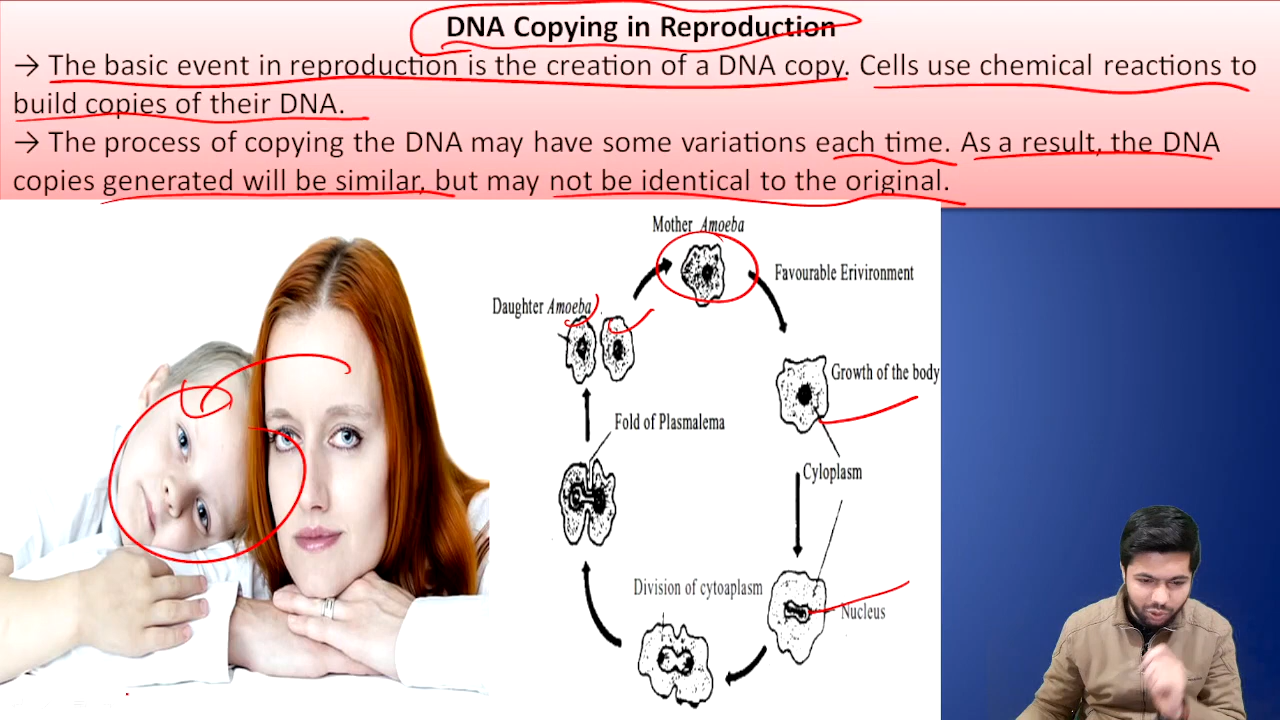 DNA Copying in Reproduction
→ The basic event in reproduction is the creation of a DNA copy. Cells use chemical reactions to
build copies of their DNA.
→ The process of copying the DNA may have some variations each time. As a result, the DNA
copies generated will be similar, but may not be identical to the original.
Mother Amoeba
Favourable Erivironment
Daughter Amoeba
Growth of the body
Fold of Plasmalema
Cyloplasm
Division of cytoaplasm
Nucleus